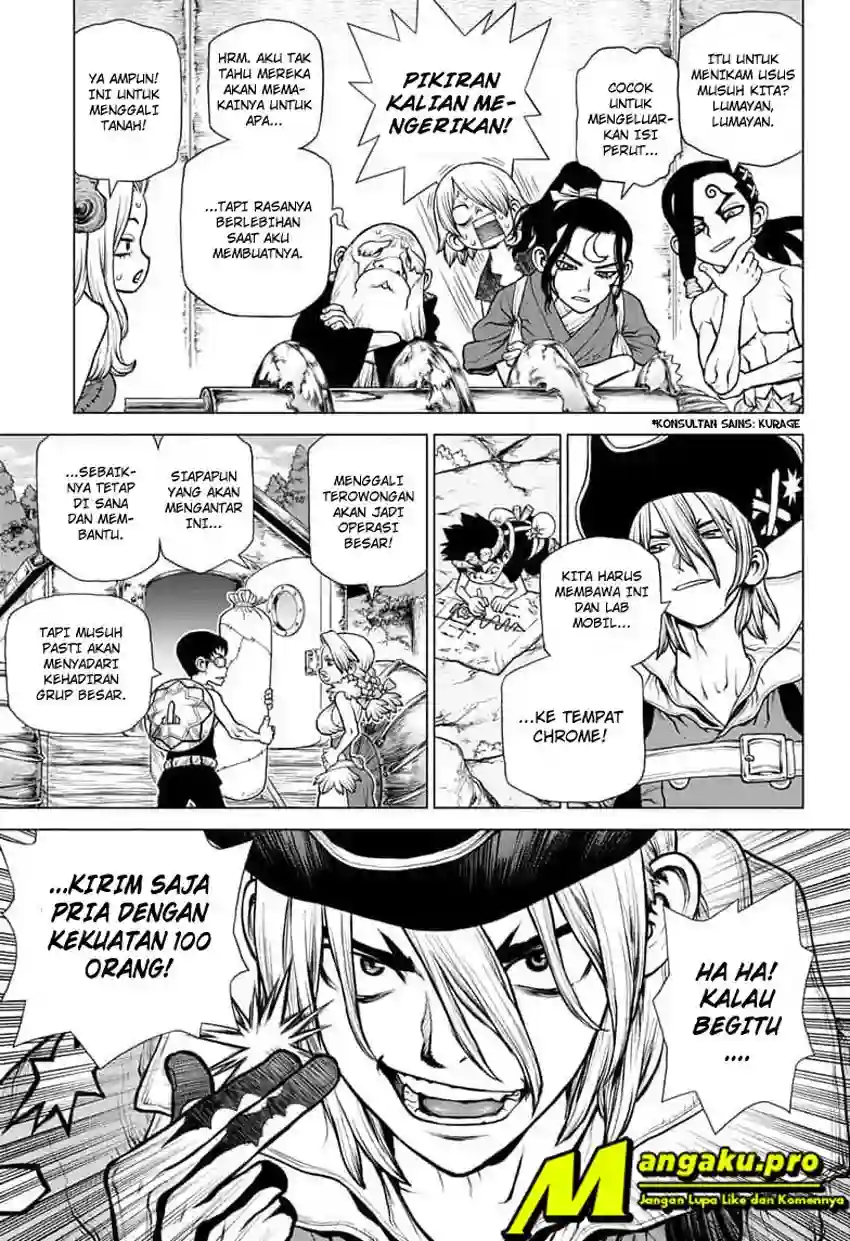 ITU UNTUK
MENIKAM USUS
MUSUH KITA?
LUMAYAN,
LUMAYAN.
COCOK
UNTUK
MENGELUAR-
KAN ISI
PERUT...
PIKIRAN
KALIAN ME-
NGERIKAN!
HRM. AKU TAK
TAHU MEREKA
AKAN MEMA-
KAINYA UNTUK
APA...
...TAPI RASANYA
BERLEBIHAN
SAAT AKU
MEMBUATNYA.
YA AMPUN!
INI UNTUK
MENGGALI
TANAH!
*KONSULTAN SAINS: KURAGE
KITA HARUS
MEMBAWA INI
DAN LAB
MOBIL...
...KE TEMPAT
CHROME!
MENGGALI
TEROWONGAN
AKAN JADI
OPERASI
BESAR!
SIAPAPUN
YANG AKAN
MENGANTAR
INI...
...SEBAIK-
NYA TETAP
DI SANA
DAN MEM-
BANTU.
TAPI MUSUH
PASTI AKAN
MENYADARI
KEHADIRAN
GRUP BESAR.
HA HA!
KALAU
BEGITU
....
...KIRIM SAJA
PRIA DENGAN
KEKUATAN 100
ORANG!
Mangaku.pro
Jangan Lupa Like dan Komennya